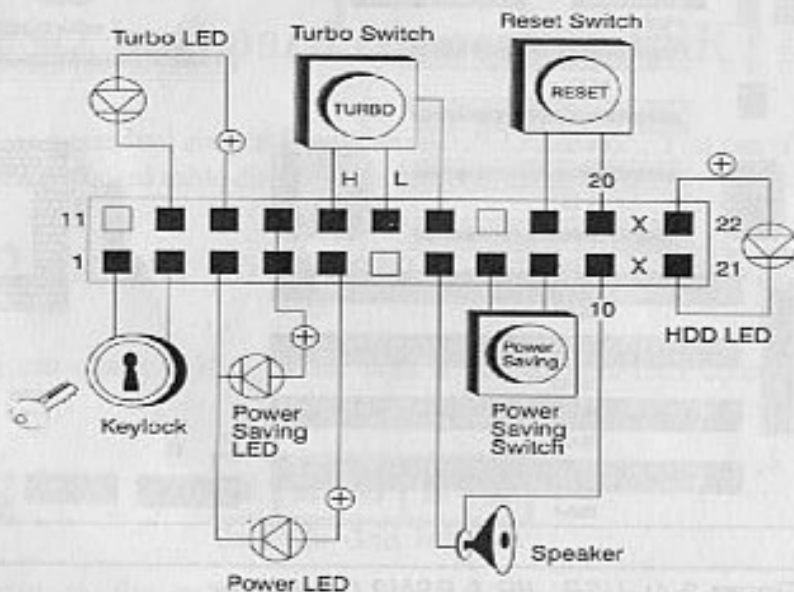 Turbo LED
Turbo Switch
Reset Switch
TURBO
RESET
H
L
20
11
X
22
1
X
21
10
HDD LED
Keylock
Power
Saving
LED
Power
Saving
Power
Saving
Switch
Speaker
Power LED